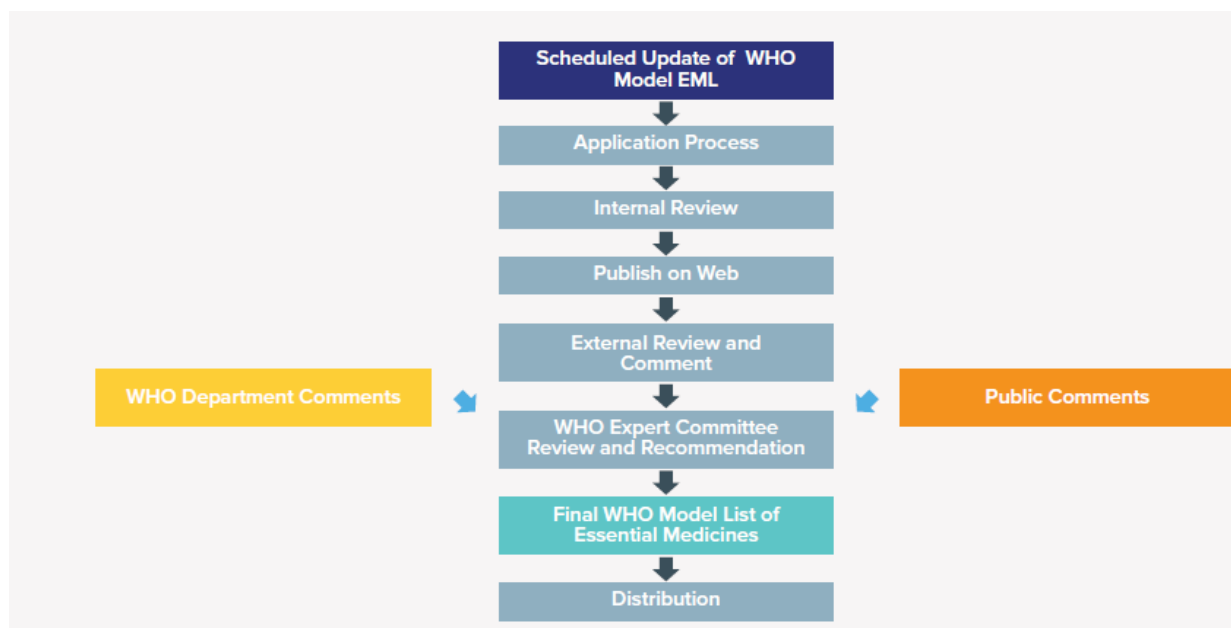 Scheduled Update of WHO
Model EML
Application Process
Internal Review
Publish on Web
External Review and
Comment
WHO Department Comments
Public Comments
WHO Expert Committee
Review and Recommendation
Final WHO Model List of
Essential Medicines
Distribution